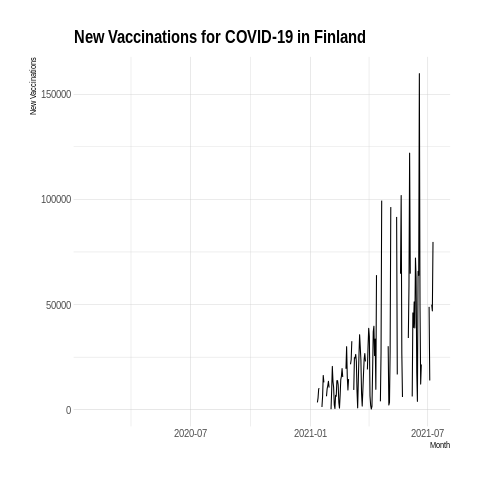 New Vaccinations for COVID-19 in Finland
New Vaccinations
150000
100000
50000
0
2020-07
2021-01
2021-07
Month